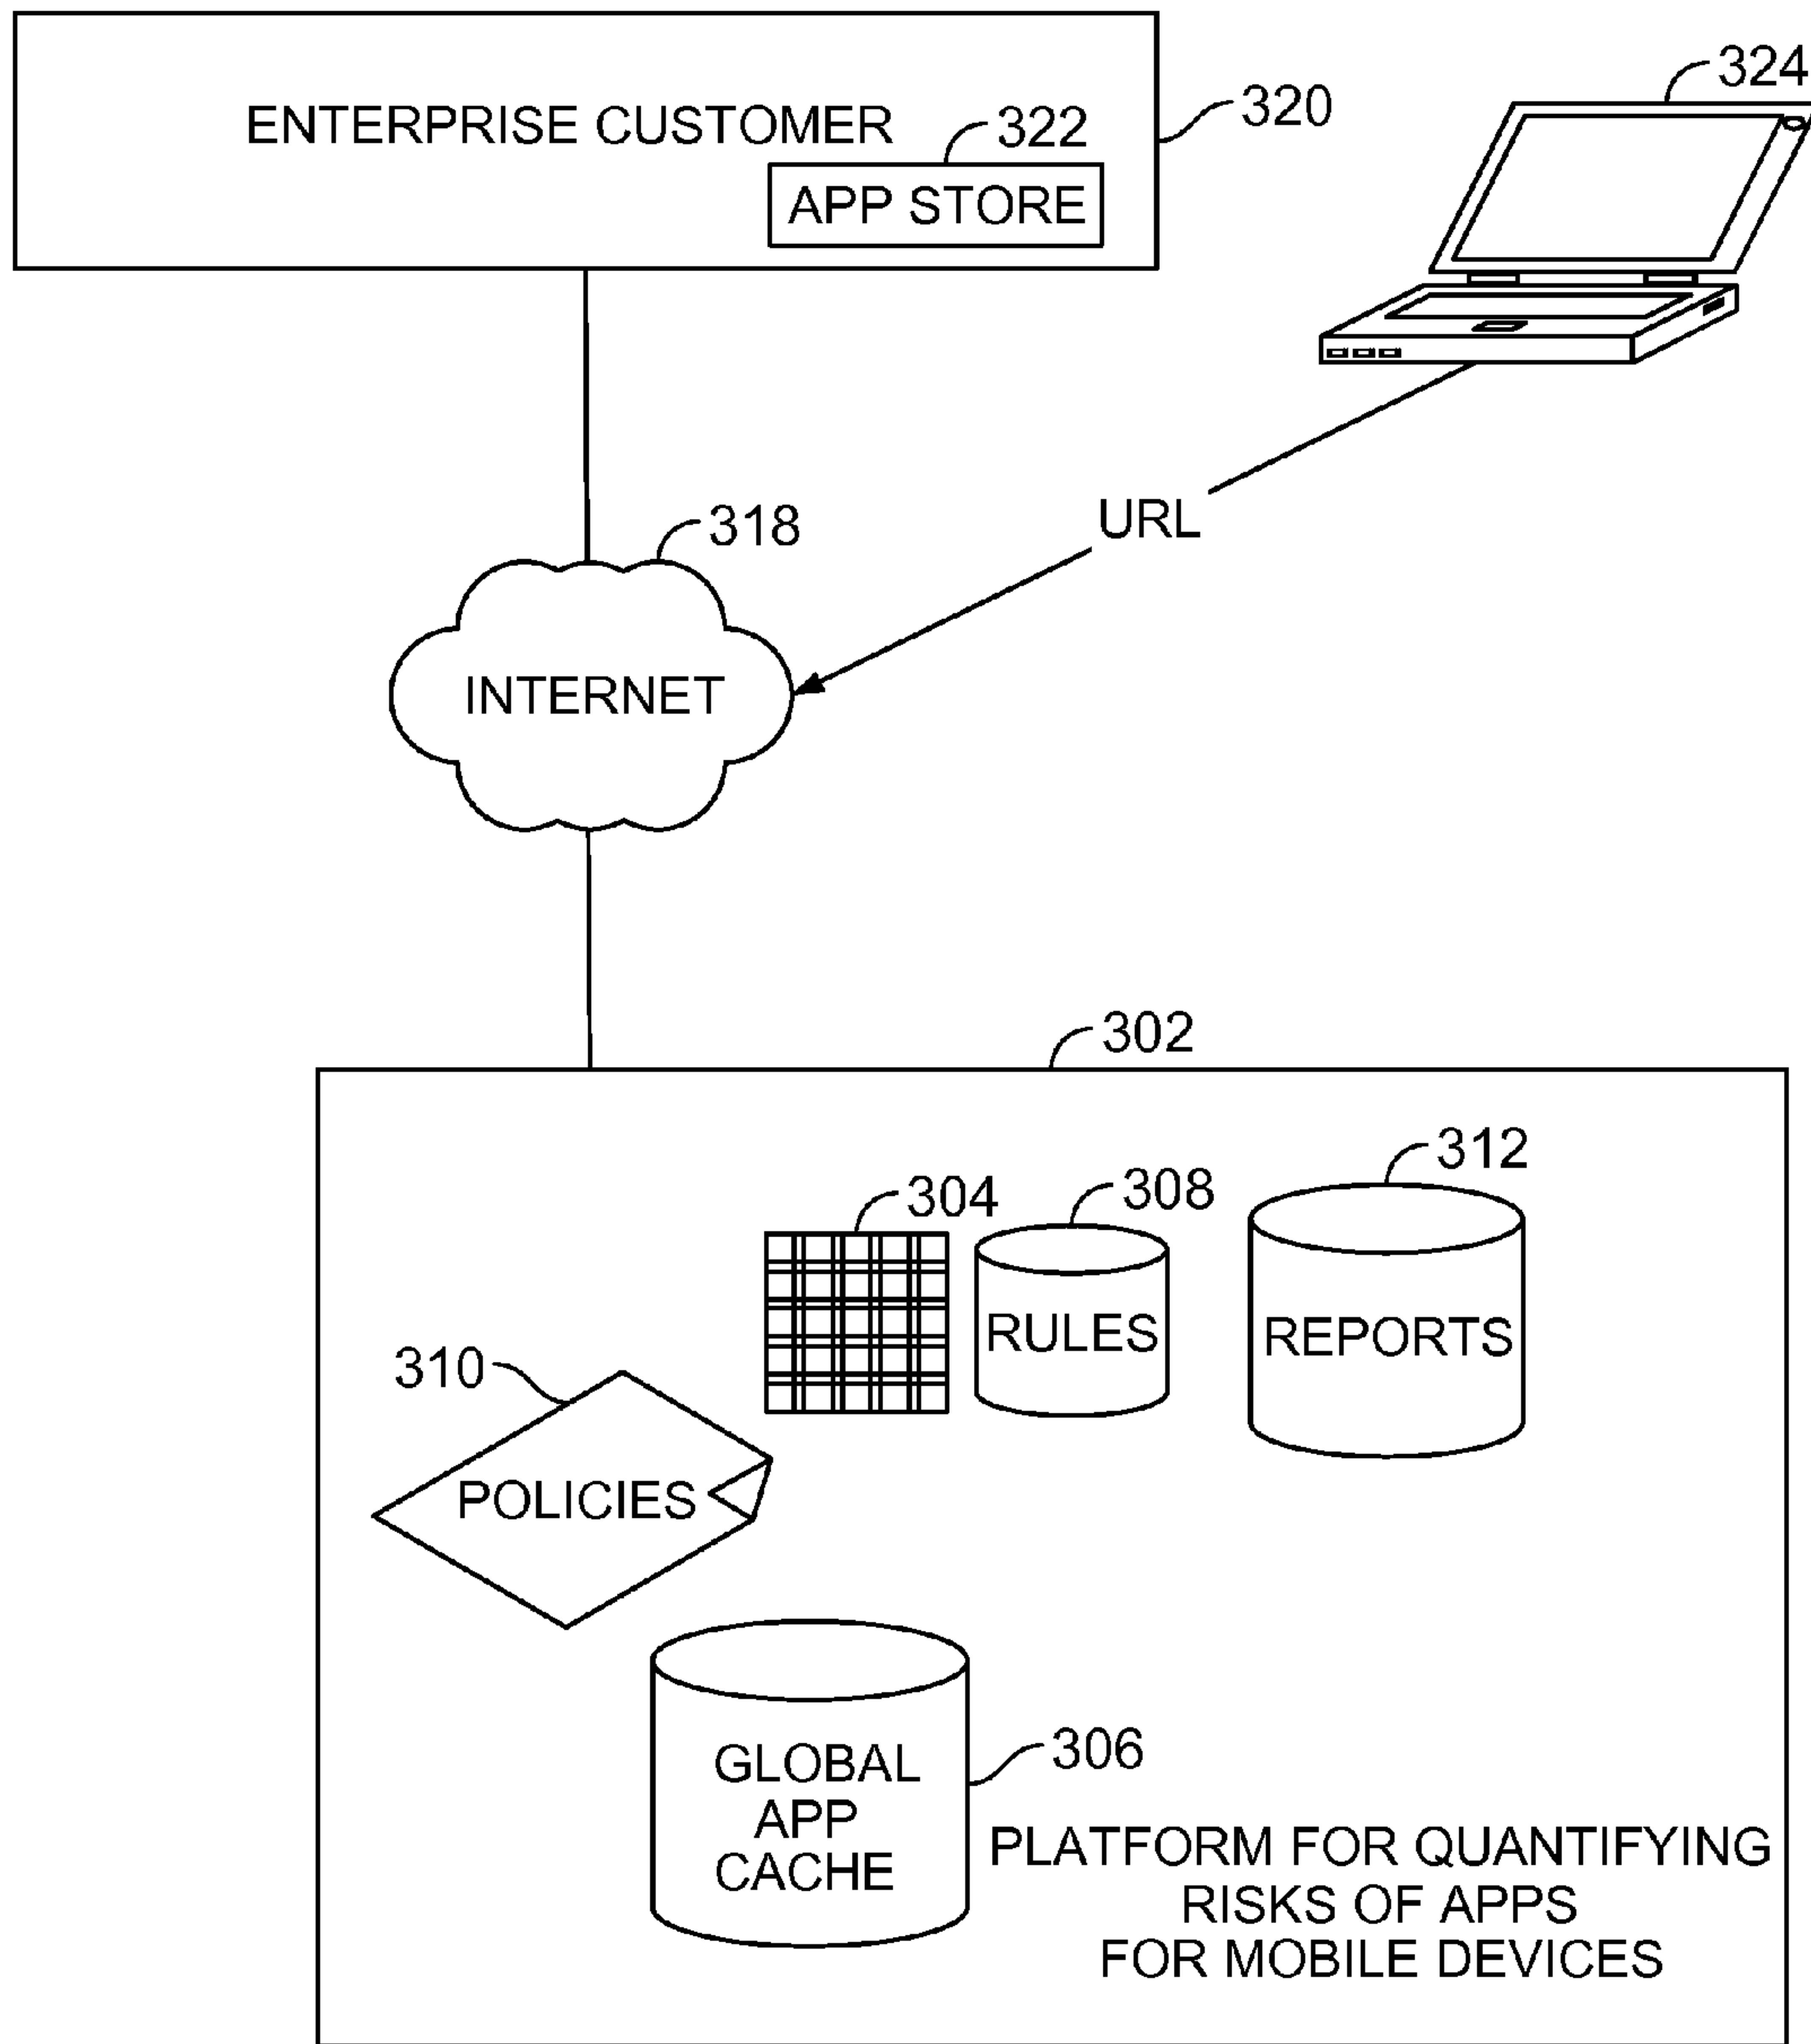 324
320
ENTERPRISE CUSTOMER
322
APP STORE
URL
318
INTERNET
302
312
304
308
RULES
REPORTS
310
POLICIES
306
GLOBAL
APP
CACHE
PLATFORM FOR QUANTIFYING
RISKS OF APPS
FOR MOBILE DEVICES